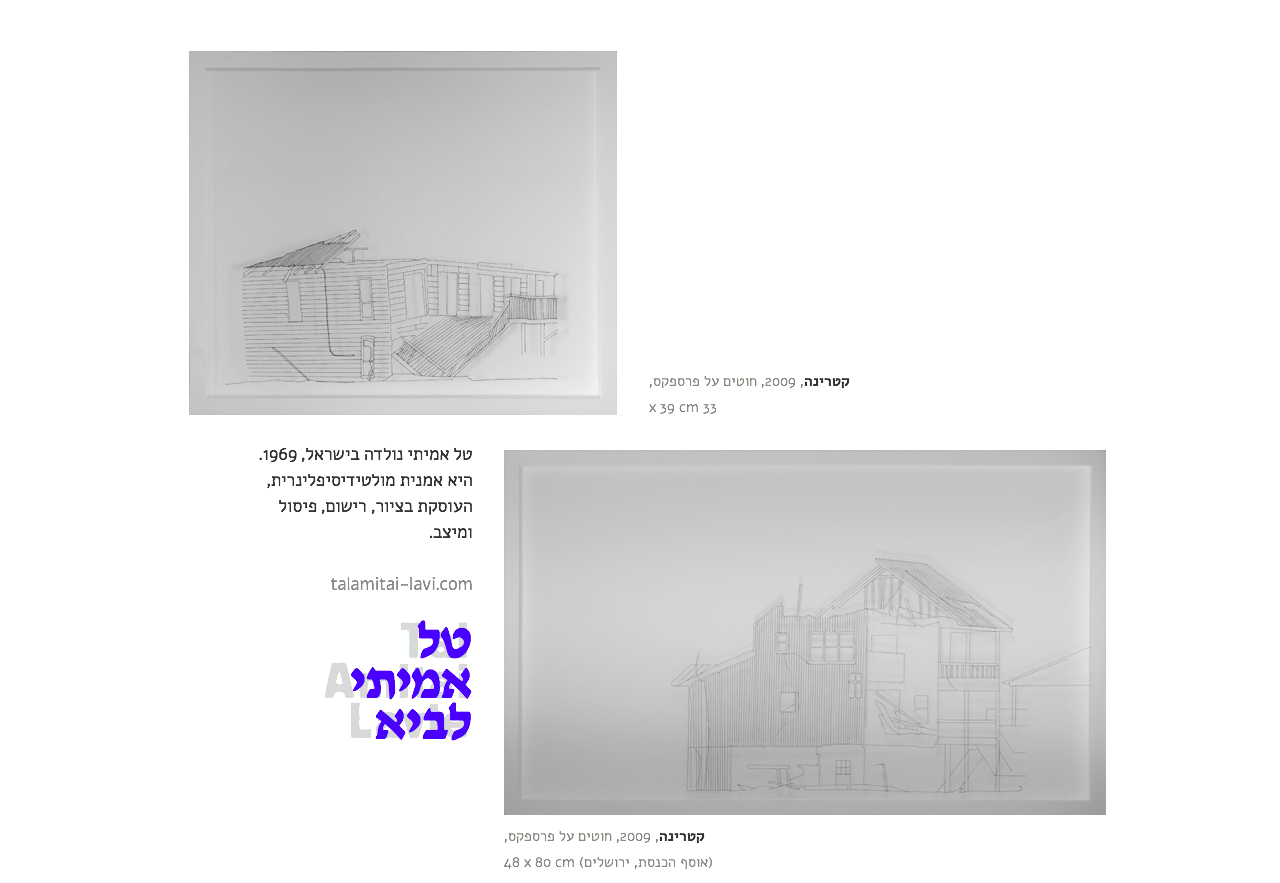 קטרינה, 2009, חוטים על פרספקס,
33 x 39 cm
טל אמיתי נולדה בישראל, 1969.
היא אמנית מולטידיסיפלינרית,
העוסקת בציור, רישום, פיסול
ומיצב.
talamitai-lavi.com
טל
אמיתי
לביא
קטרינה, 2009, חוטים על פרספקס,
48 x 80 cm (אוסף הכנסת, ירושלים)